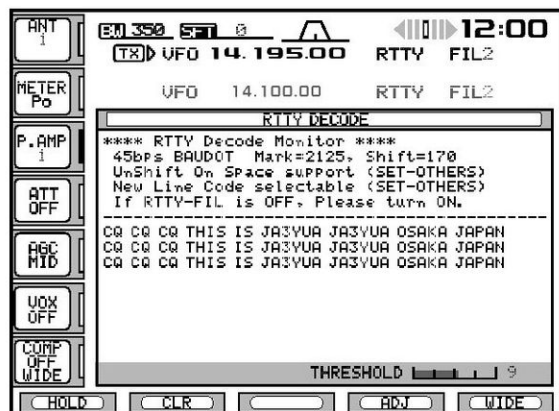 ANT
1
BW 350 SFT 0
12:00
TX VFO 14.195.00 RTTY FIL2
METER
Po
VFO 14.100.00 RTTY FIL2
RTTY DECODE
P.AMP
1
**** RTTY Decode Monitor ****
45bps BAUDOT Mark=2125, Shift=170
UnShift On Space support (SET-OTHERS)
New Line Code selectable (SET-OTHERS)
If RTTY-FIL is OFF, Please turn ON.
ATT
OFF
CQ CQ CQ THIS IS JA3YUA JA3YUA OSAKA JAPAN
CQ CQ CQ THIS IS JA3YUA JA3YUA OSAKA JAPAN
CQ CQ CQ THIS IS JA3YUA JA3YUA OSAKA JAPAN
AGC
MID
VOX
OFF
COMP
OFF
WIDE
THRESHOLD 9
HOLD CLR ADJ WIDE